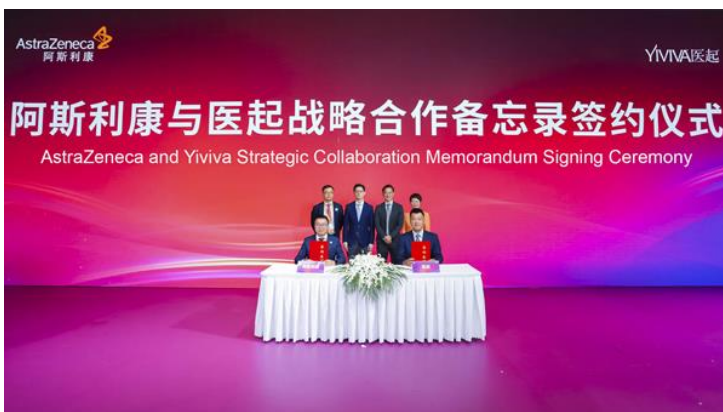 AstraZeneca
阿斯利康
YIVIVA医起
阿斯利康与医起战略合作备忘录签约仪式
AstraZeneca and Yiviva Strategic Collaboration Memorandum Signing Ceremony